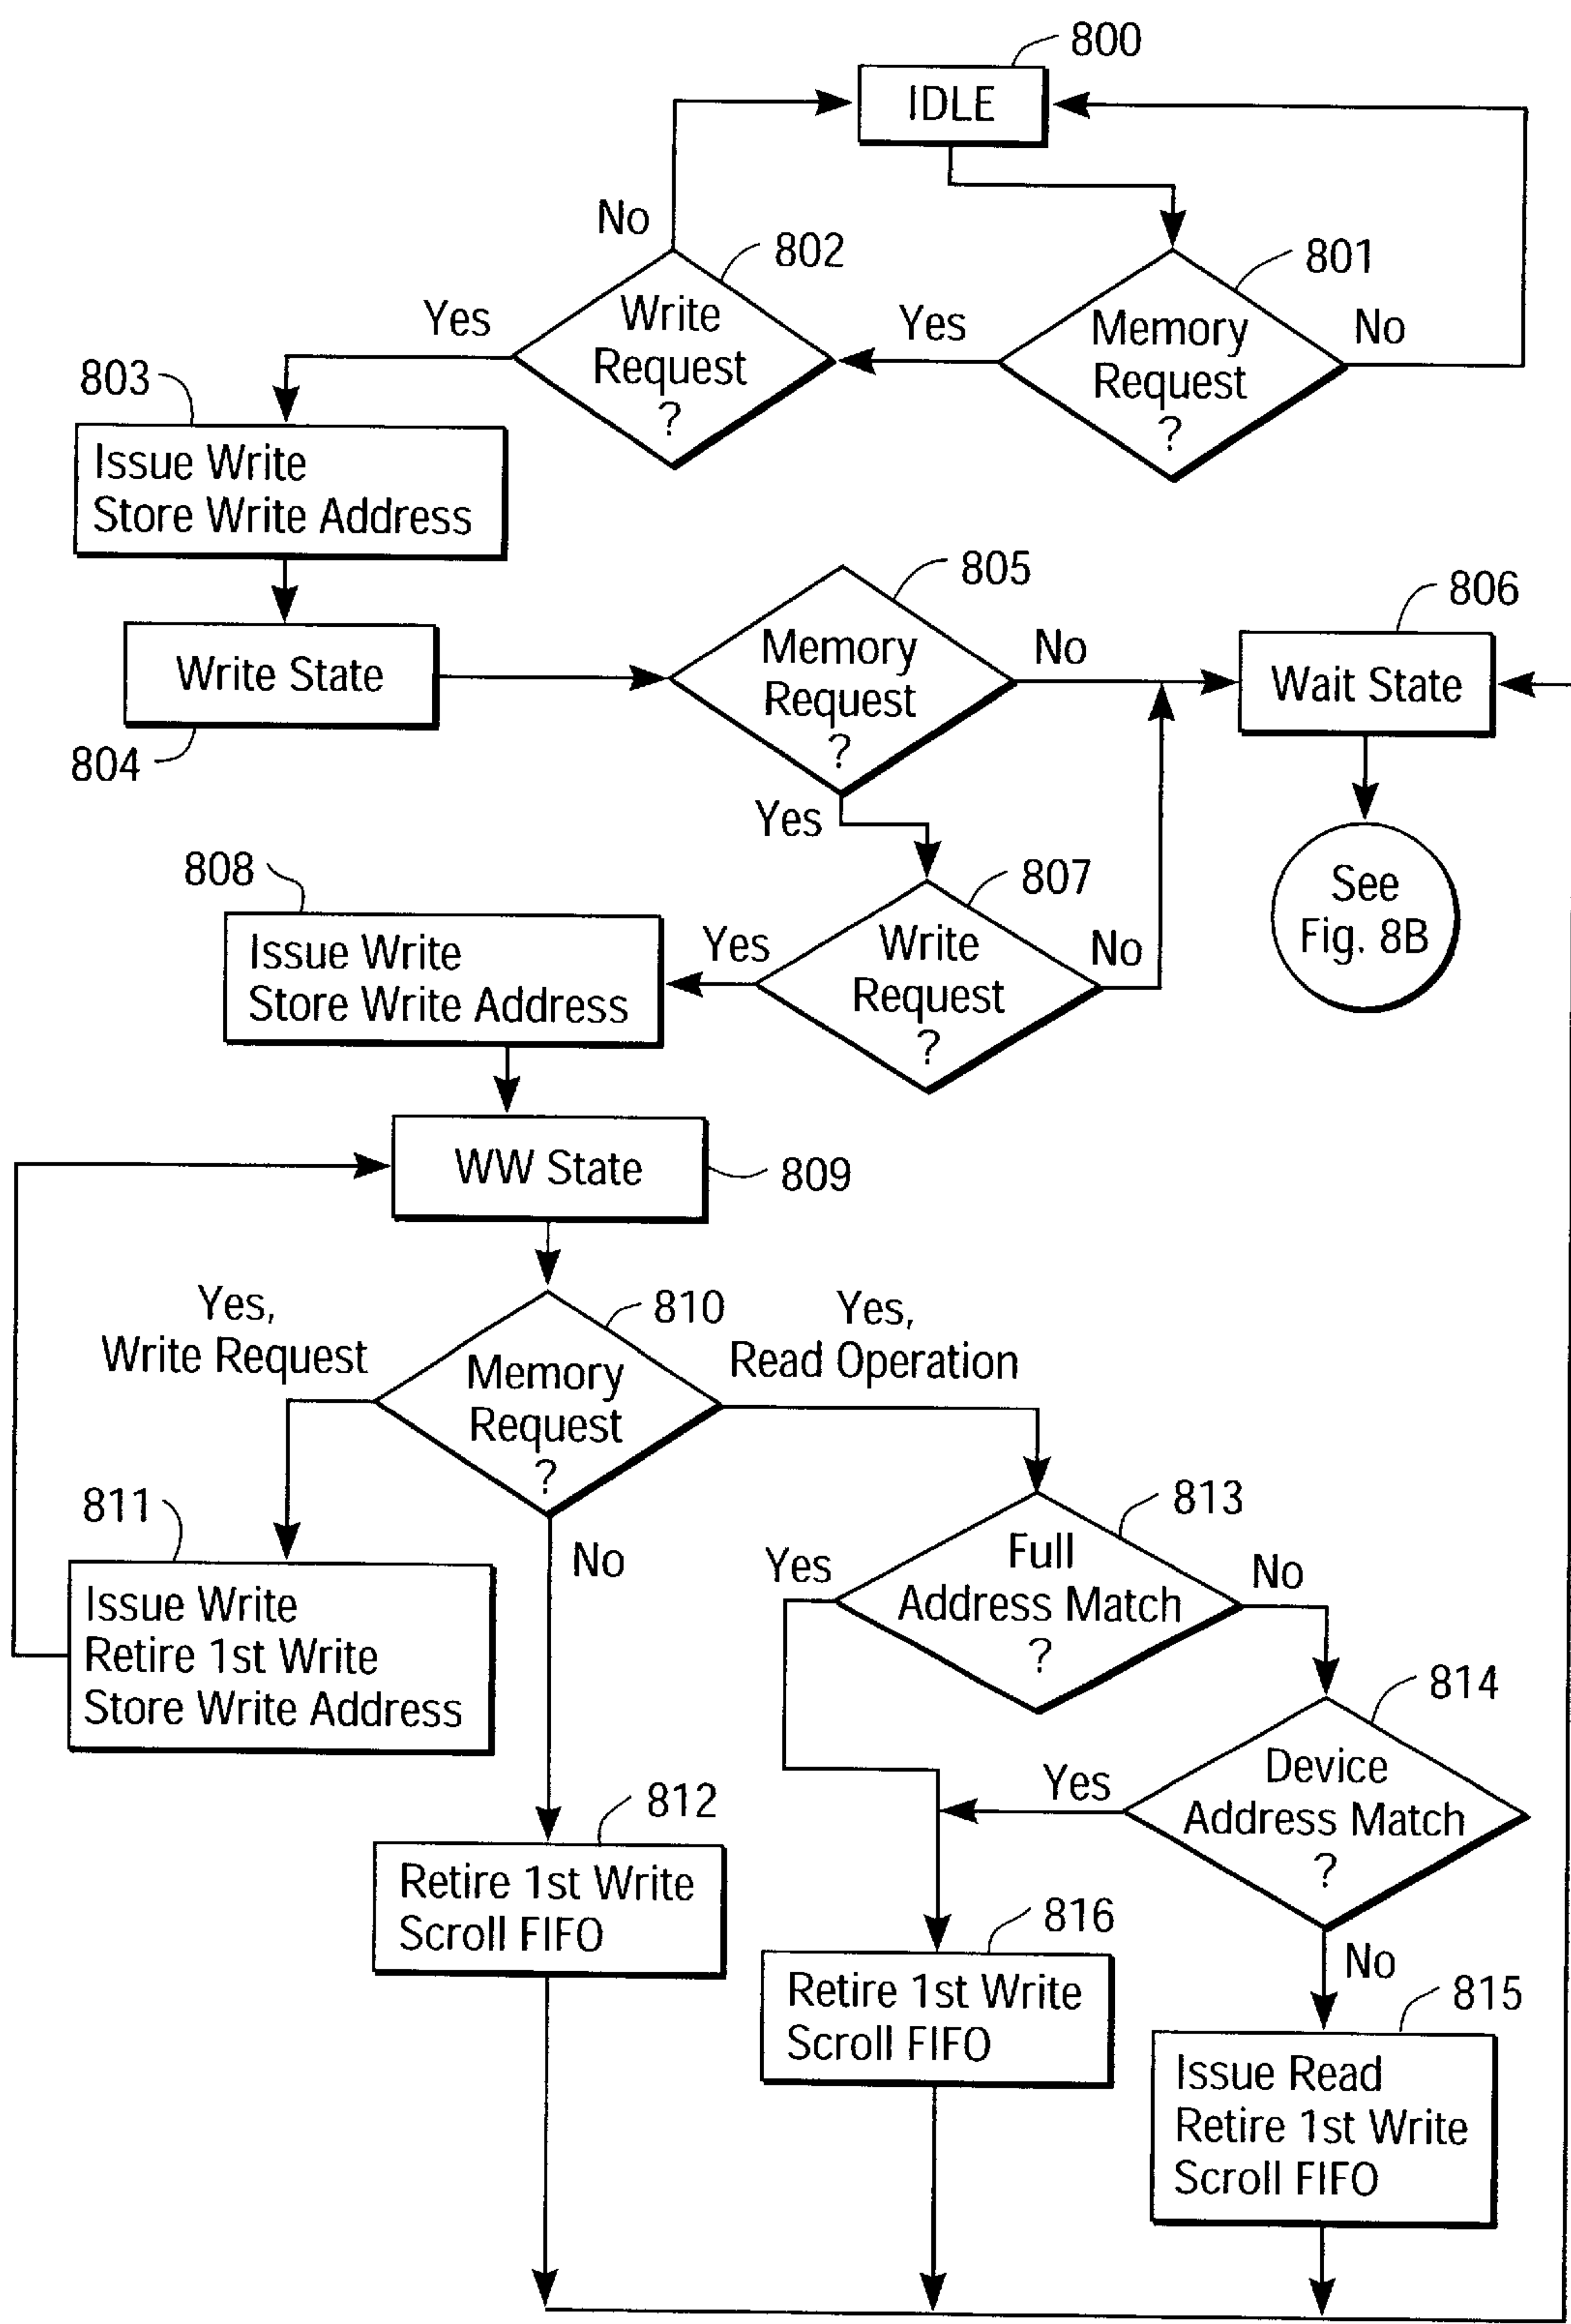 800
IDLE
No
802
801
Yes
Write
Request
?
Yes
Memory
Request
?
No
803
Issue Write
Store Write Address
805
806
Write State
804
Memory
Request
?
No
Wait State
Yes
See
Fig. 8B
808
807
Issue Write
Store Write Address
Yes
Write
Request
?
No
WW State
809
Yes,
Write Request
810
Yes,
Read Operation
Memory
Request
?
811
813
No
Yes
Full
Address Match
?
No
Issue Write
Retire 1st Write
Store Write Address
814
Yes
Device
Address Match
?
812
Retire 1st Write
Scroll FIFO
816
No
Retire 1st Write
Scroll FIFO
815
Issue Read
Retire 1st Write
Scroll FIFO